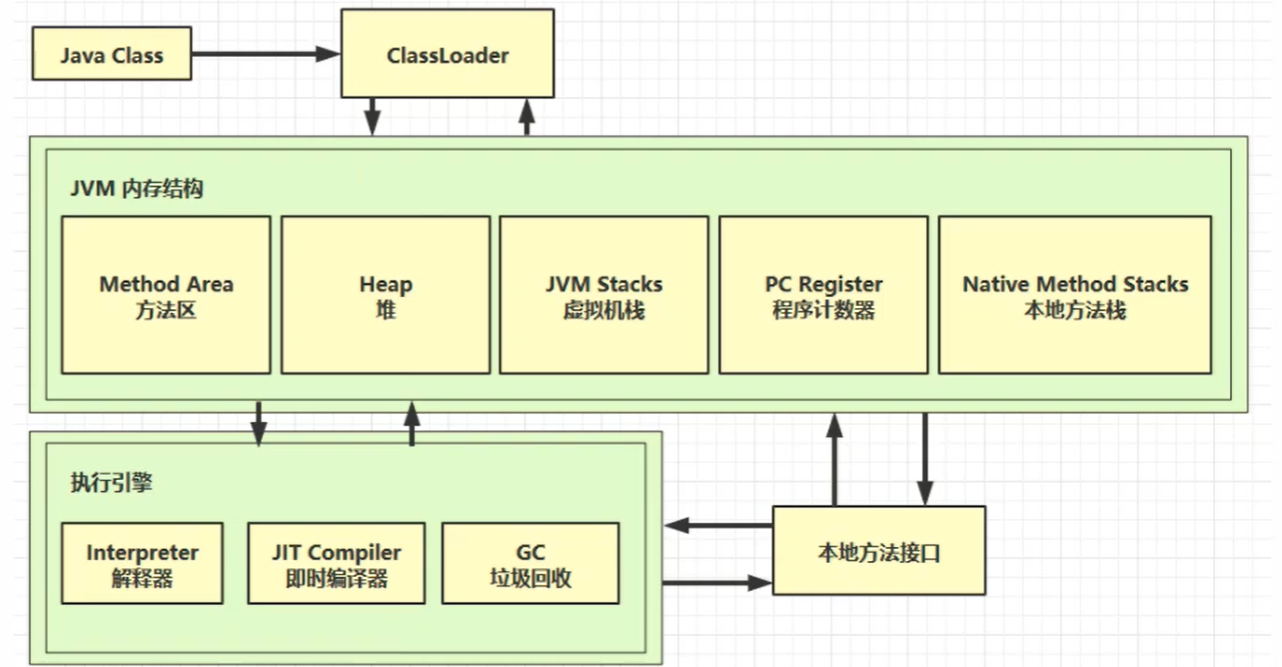 Java Class
ClassLoader
JVM 内存结构
Method Area
方法区
Heap
堆
JVM Stacks
虚拟机栈
PC Register
程序计数器
Native Method Stacks
本地方法栈
执行引擎
Interpreter
解释器
JIT Compiler
即时编译器
GC
垃圾回收
本地方法接口